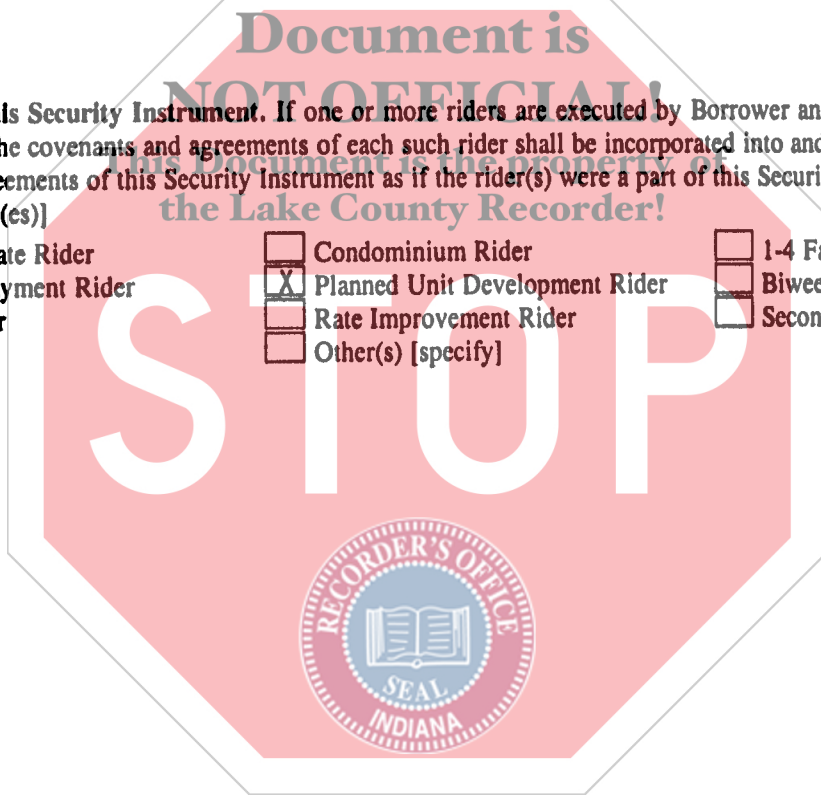 Document is
NOT OFFICIAL!
is Security Instrument. If one or more riders are executed by Borrower an
he covenants and agreements of each such rider shall be incorporated into and
This Document is the property of
ements of this Security Instrument as if the rider(s) were a part of this Securi
the Lake County Recorder!
(es)]
ate Rider Condominium Rider 1-4 Fa
yment Rider X Planned Unit Development Rider Biwee
r Rate Improvement Rider Secon
Other(s) [specify]
STOP
RECORDER'S OFFICE
SEAL
INDIANA